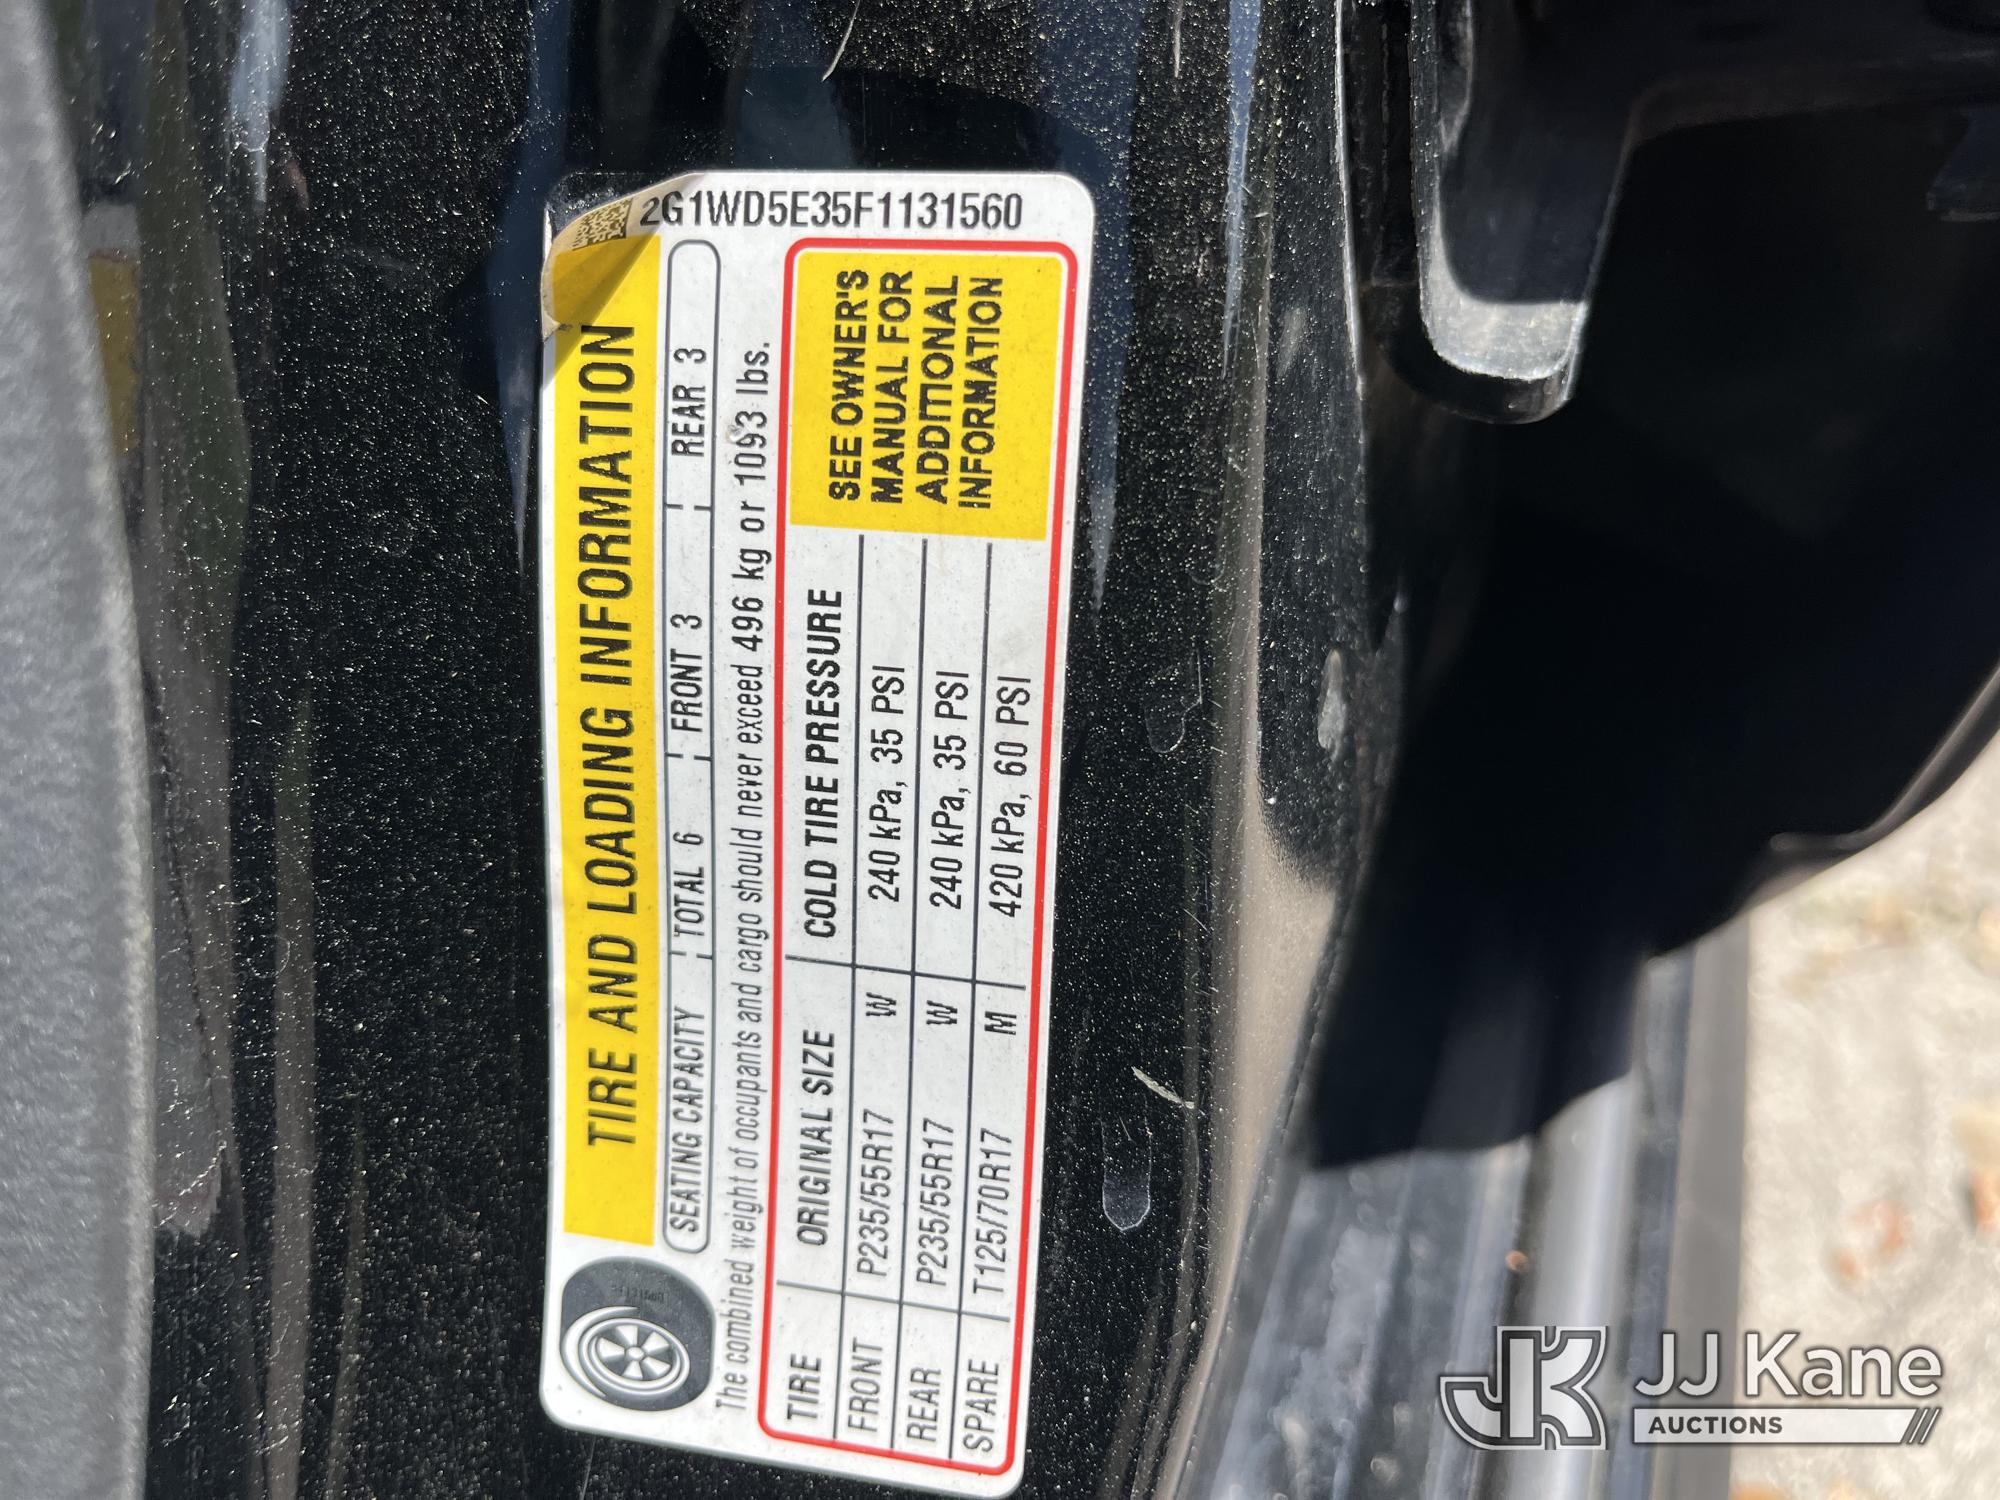 2G1WD5E35F1131560
TIRE AND LOADING INFORMATION
SEATING CAPACITY TOTAL 6 FRONT 3 REAR 3
The combined weight of occupants and cargo should never exceed 496 kg or 1093 lbs.
TIRE ORIGINAL SIZE COLD TIRE PRESSURE
FRONT P235/55R17 W 240 kPa, 35 PSI
REAR P235/55R17 W 240 kPa, 35 PSI
SPARE T125/70R17 M 420 kPa, 60 PSI
SEE OWNER'S
MANUAL FOR
ADDITIONAL
INFORMATION
JK JJ Kane
AUCTIONS